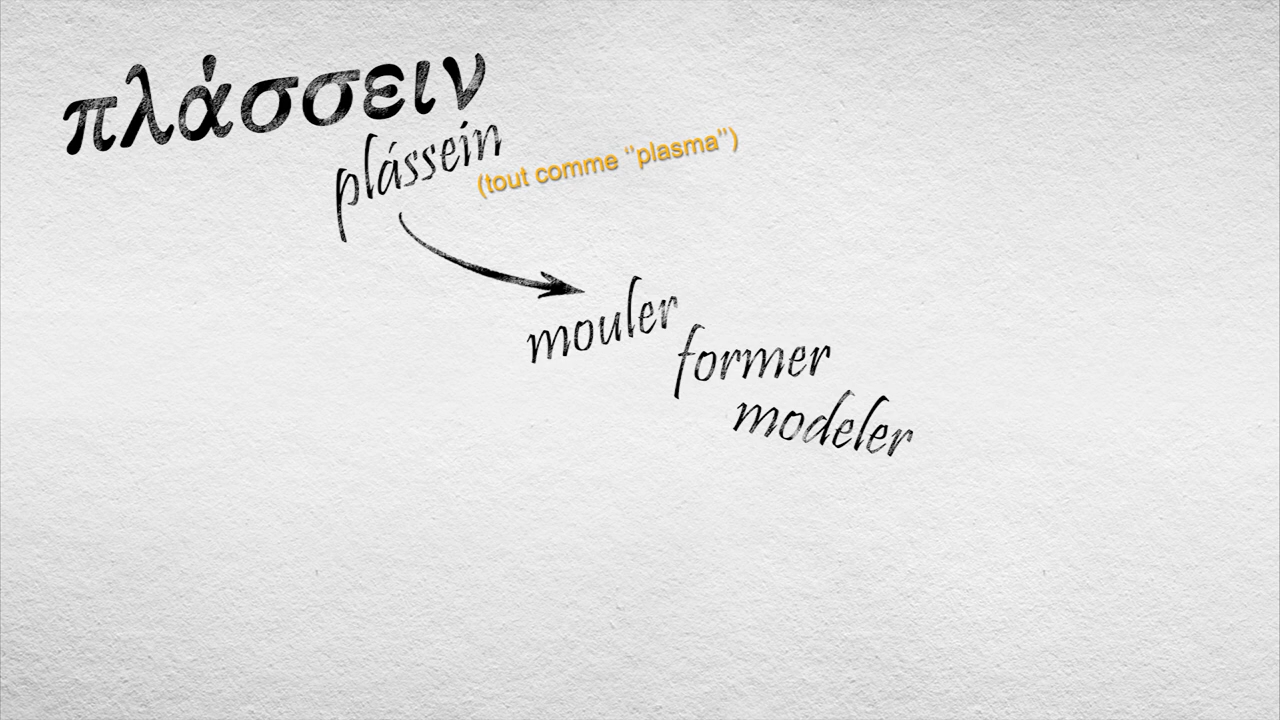 πλάσσειν
plássein
(tout comme "plasma")
mouler
former
modeler